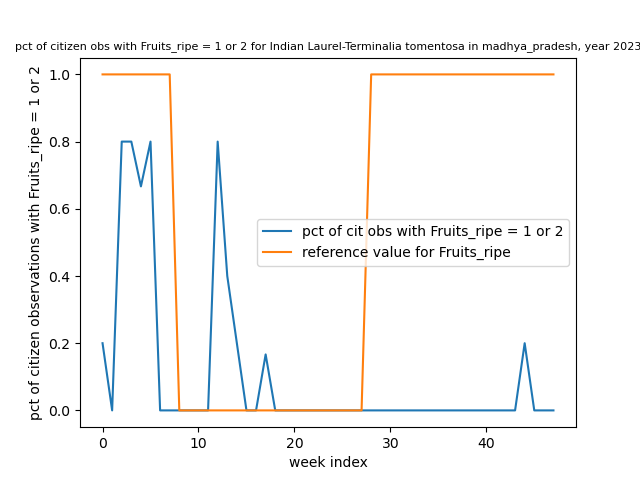 pct of citizen obs with Fruits_ripe = 1 or 2 for Indian Laurel-Terminalia tomentosa in madhya_pradesh, year 2023
pct of citizen observations with Fruits_ripe = 1 or 2
1.0
0.8
0.6
0.4
0.2
0.0
pct of cit obs with Fruits_ripe = 1 or 2
reference value for Fruits_ripe
0
10
20
30
40
week index